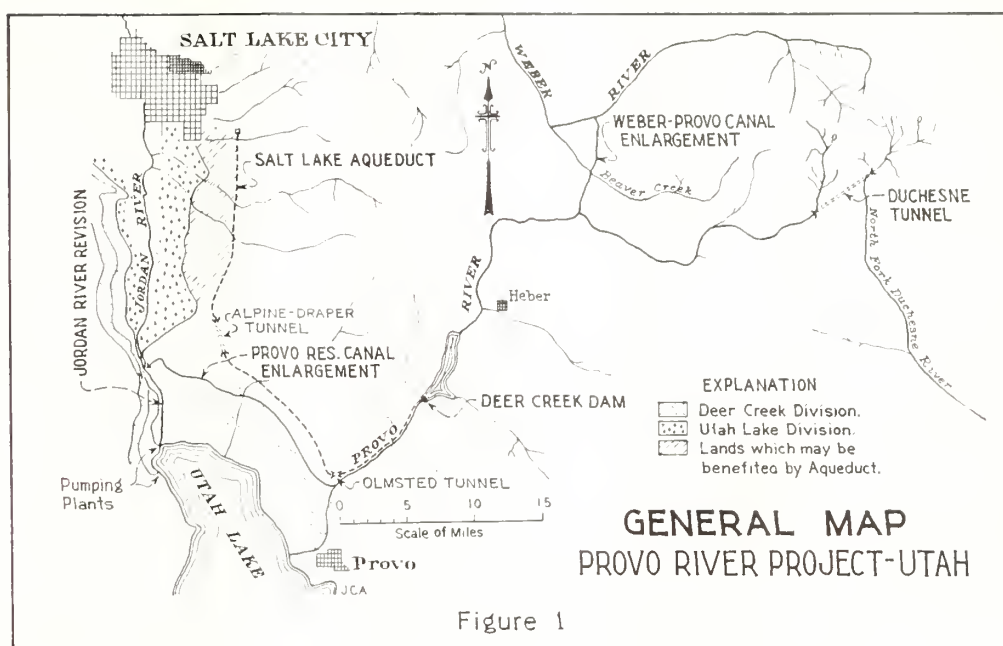 SALT LAKE CITY
WEBER
RIVER
N
WEBER-PROVO CANAL
ENLARGEMENT
SALT LAKE AQUEDUCT
Beaver Creek
DUCHESNE
TUNNEL
JORDAN RIVER REVISION
JORDAN
RIVER
RIVER
North Fork Duchesne River
Heber
ALPINE-DRAPER
TUNNEL
PROVO RES. CANAL
ENLARGEMENT
DEER CREEK DAM
EXPLANATION
Deer Creek Division.
Utah Lake Division.
Lands which may be
benefited by Aqueduct.
PROVO
Pumping
Plants
UTAH LAKE
OLMSTED TUNNEL
0 5 10 15
Scale of Miles
Provo
JCA
GENERAL MAP
PROVO RIVER PROJECT-UTAH
Figure 1